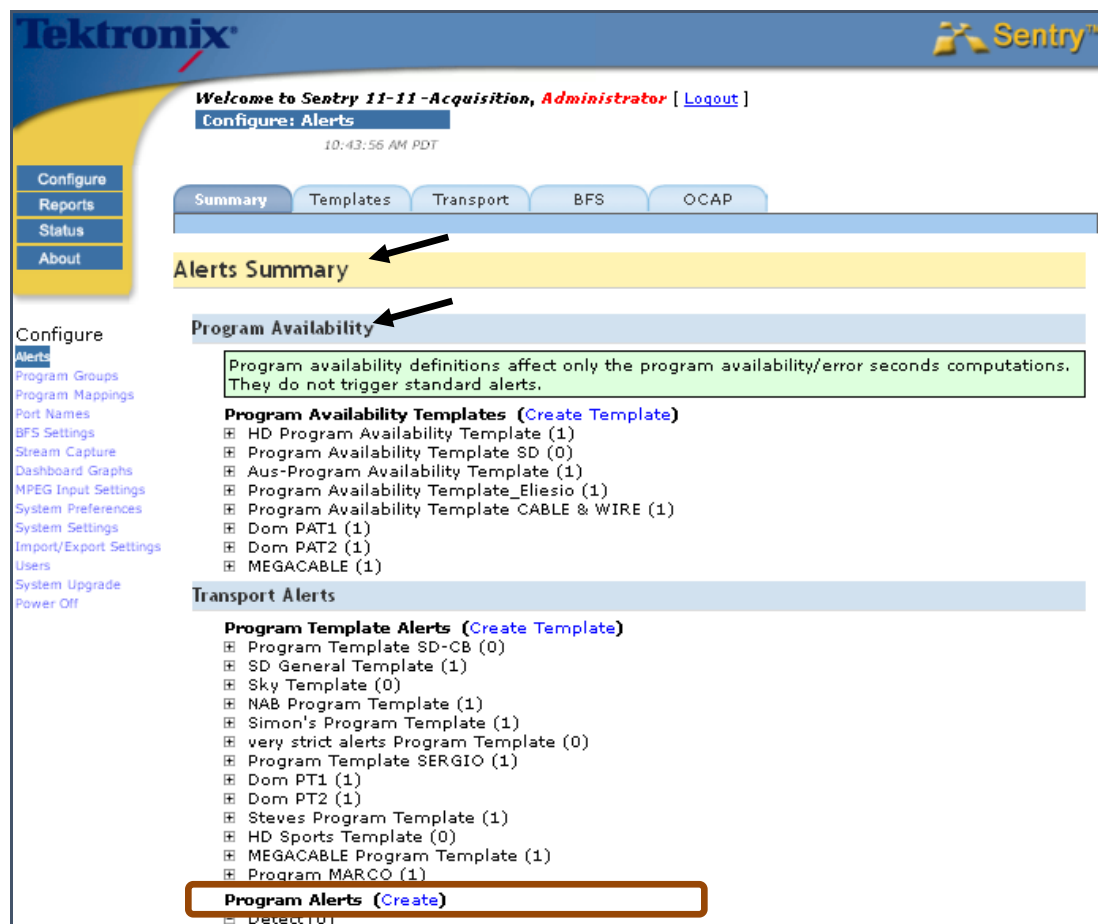 Tektronix
Sentry™
Welcome to Sentry 11-11-Acquisition, Administrator [ Logout ]
Configure: Alerts
10:43:56 AM PDT
Configure
Reports
Status
About
Summary
Templates
Transport
BFS
OCAP
Alerts Summary
Configure
Alerts
Program Groups
Program Mappings
Port Names
BFS Settings
Stream Capture
Dashboard Graphs
MPEG Input Settings
System Preferences
System Settings
Import/Export Settings
Users
System Upgrade
Power Off
Program Availability
Program availability definitions affect only the program availability/error seconds computations.
They do not trigger standard alerts.
Program Availability Templates (Create Template)
HD Program Availability Template (1)
Program Availability Template SD (0)
Aus-Program Availability Template (1)
Program Availability Template_Eliesio (1)
Program Availability Template CABLE & WIRE (1)
Dom PAT1 (1)
Dom PAT2 (1)
MEGACABLE (1)
Transport Alerts
Program Template Alerts (Create Template)
Program Template SD-CB (0)
SD General Template (1)
Sky Template (0)
NAB Program Template (1)
Simon's Program Template (1)
very strict alerts Program Template (0)
Program Template SERGIO (1)
Dom PT1 (1)
Dom PT2 (1)
Steves Program Template (1)
HD Sports Template (0)
MEGACABLE Program Template (1)
Program MARCO (1)
Program Alerts (Create)